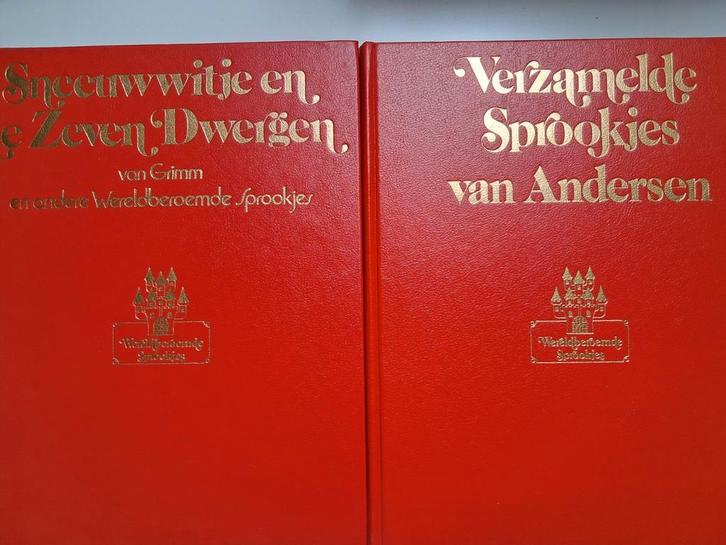 Sneeuwwitje en
e Zeven Dwergen
van Grimm
en andere Wereldberoemde Sprookjes
Wereldberoemde
Sprookjes
Verzamelde
Sprookjes
van Andersen
Wereldberoemde
Sprookjes